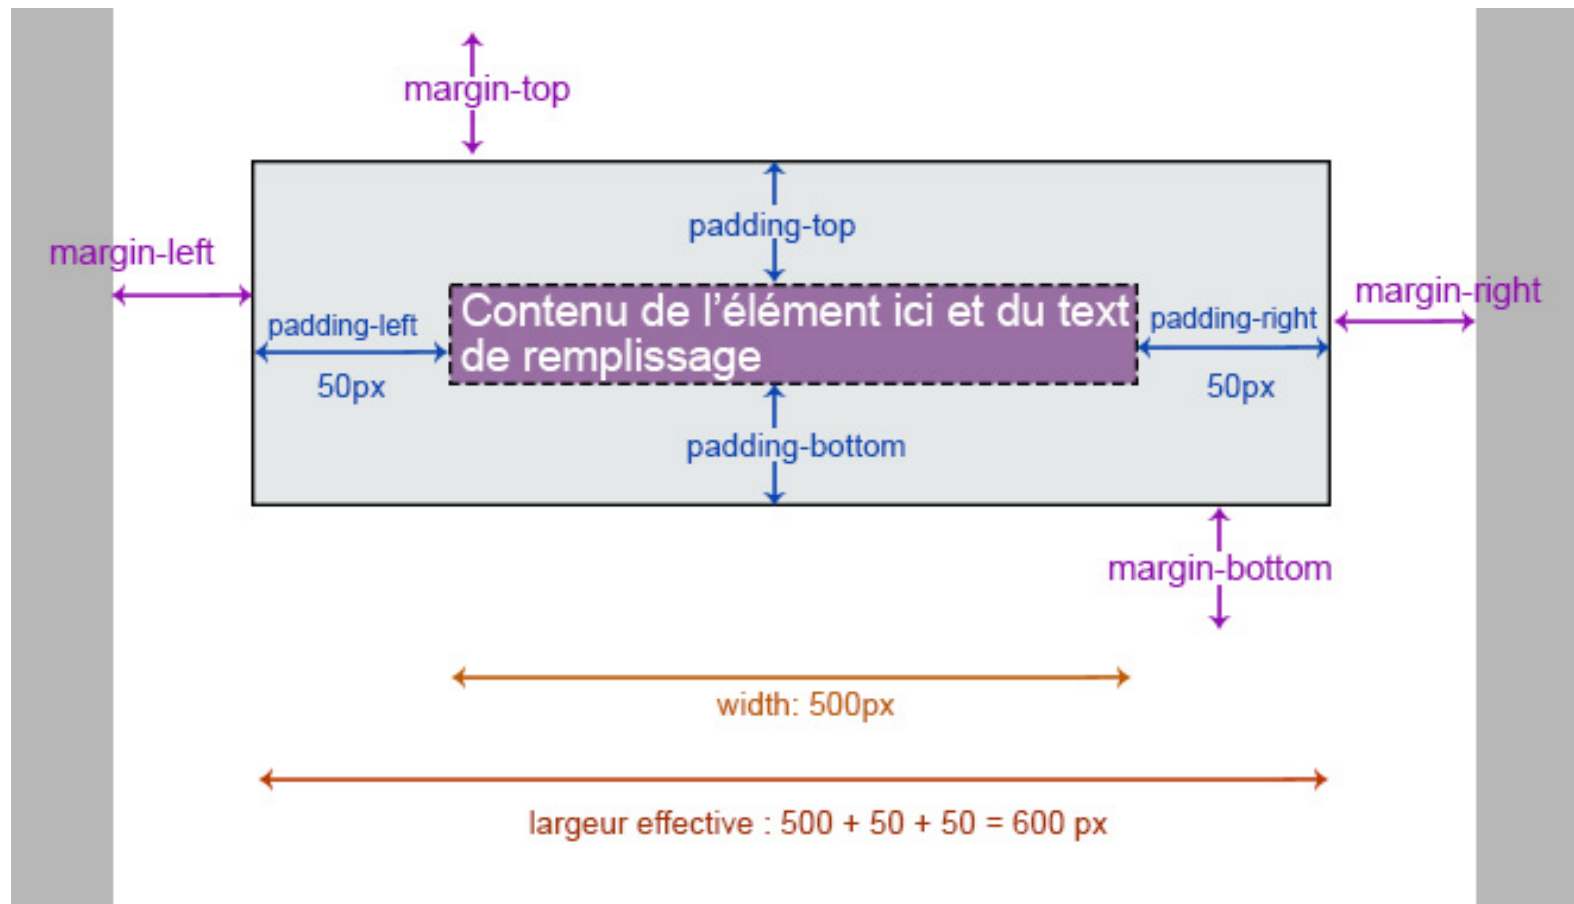 margin-top
padding-top
margin-left
margin-right
Contenu de l’élément ici et du text
de remplissage
padding-left
padding-right
50px
50px
padding-bottom
margin-bottom
width: 500px
largeur effective : 500 + 50 + 50 = 600 px